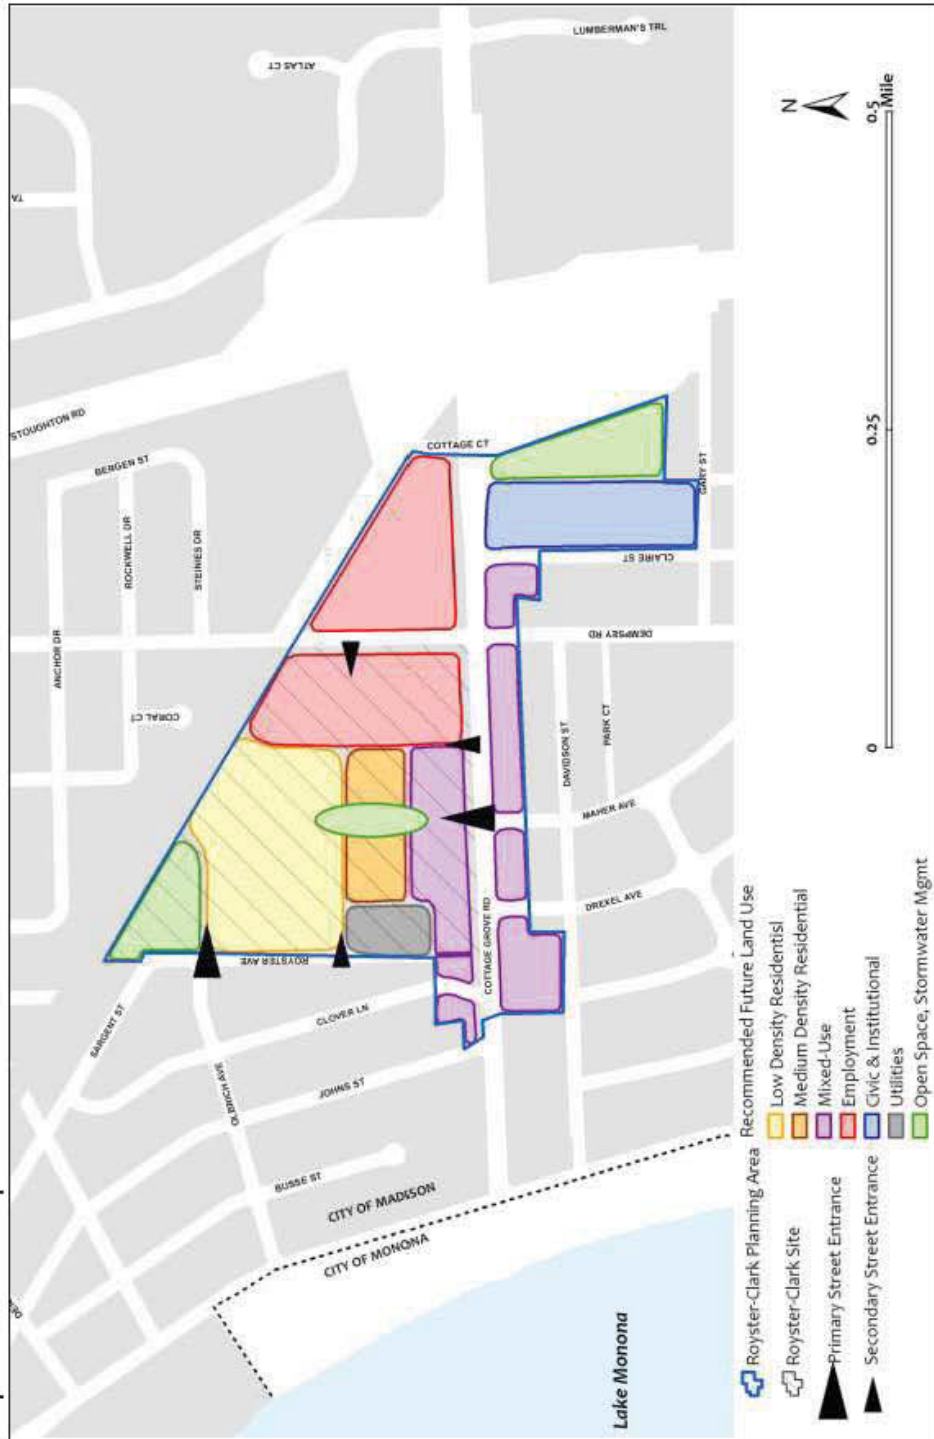 LUMBERMAN'S TRL
ATLAS CT
TA
STOUGHTON RD
BERGEN ST
ROCKWELL DR
STEINIES DR
ANCHOR DR
CORAL CT
COTTAGE CT
GARY ST
CLAIRE ST
DEMPSEY RD
DAVIDSON ST
PARK CT
MAHER AVE
DREXEL AVE
COTTAGE GROVE RD
ROYSTER AVE
SARGENT ST
CLOVER LN
OLBRICH AVE
JOHNS ST
BUSSE ST
CITY OF MADISON
CITY OF MONONA
Lake Monona
N
0
0.25
0.5
Mile
Royster-Clark Planning Area
Royster-Clark Site
Primary Street Entrance
Secondary Street Entrance
Recommended Future Land Use
Low Density Residentisl
Medium Density Residential
Mixed-Use
Employment
Civic & Institutional
Utilities
Open Space, Stormwater Mgmt